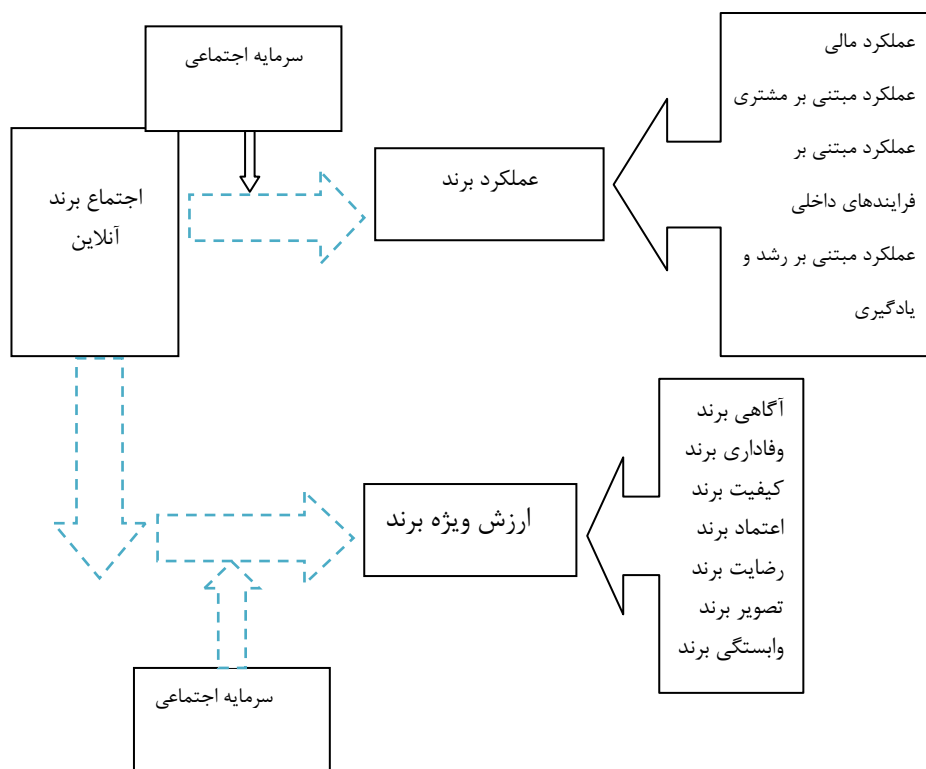 سرمایه اجتماعی
اجتماع برند
آنلاین
عملکرد برند
عملکرد مالی
عملکرد مبتنی بر مشتری
عملکرد مبتنی بر
فرایندهای داخلی
عملکرد مبتنی بر رشد و
یادگیری
ارزش ویژه برند
آگاهی برند
وفاداری برند
کیفیت برند
اعتماد برند
رضایت برند
تصویر برند
وابستگی برند
سرمایه اجتماعی